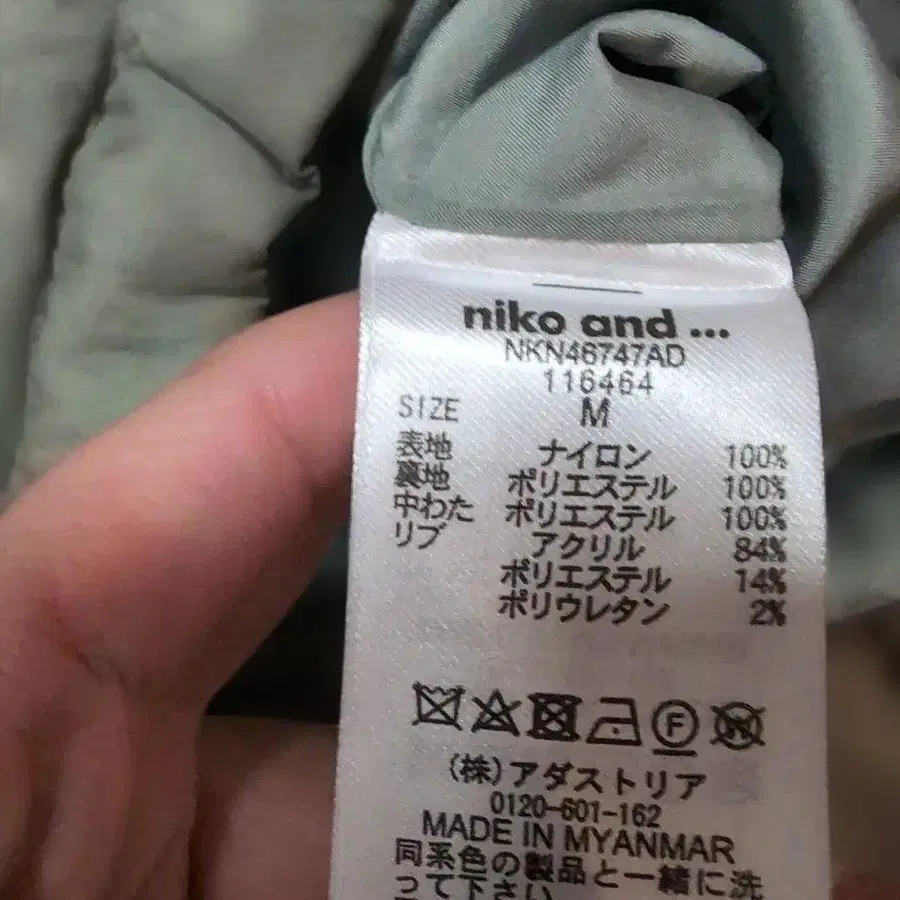 niko and ...
NKN46747AD
116464
SIZE M
表地 ナイロン 100%
裏地 ポリエステル 100%
中わた ポリエステル 100%
リブ アクリル 84%
ポリエステル 14%
ポリウレタン 2%
F
(株)アダストリア
0120-601-162
MADE IN MYANMAR
同系色の製品と一緒に洗
って下さい